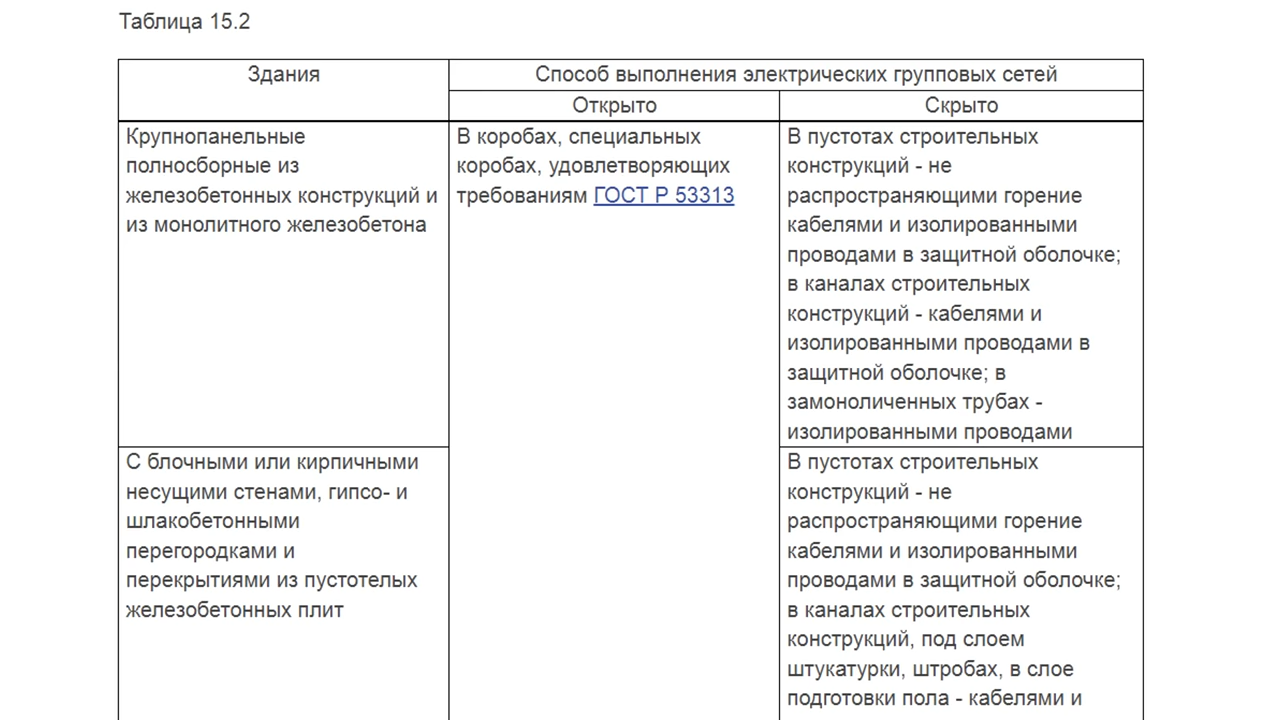 Таблица 15.2
Здания
Способ выполнения электрических групповых сетей
Открыто
Скрыто
Крупнопанельные
полносборные из
железобетонных конструкций и
из монолитного железобетона
В коробах, специальных
коробах, удовлетворяющих
требованиям ГОСТ Р 53313
В пустотах строительных
конструкций - не
распространяющими горение
кабелями и изолированными
проводами в защитной оболочке;
в каналах строительных
конструкций - кабелями и
изолированными проводами в
защитной оболочке; в
замоноличенных трубах -
изолированными проводами
С блочными или кирпичными
несущими стенами, гипсо- и
шлакобетонными
перегородками и
перекрытиями из пустотелых
железобетонных плит
В пустотах строительных
конструкций - не
распространяющими горение
кабелями и изолированными
проводами в защитной оболочке;
в каналах строительных
конструкций, под слоем
штукатурки, штробах, в слое
подготовки пола - кабелями и